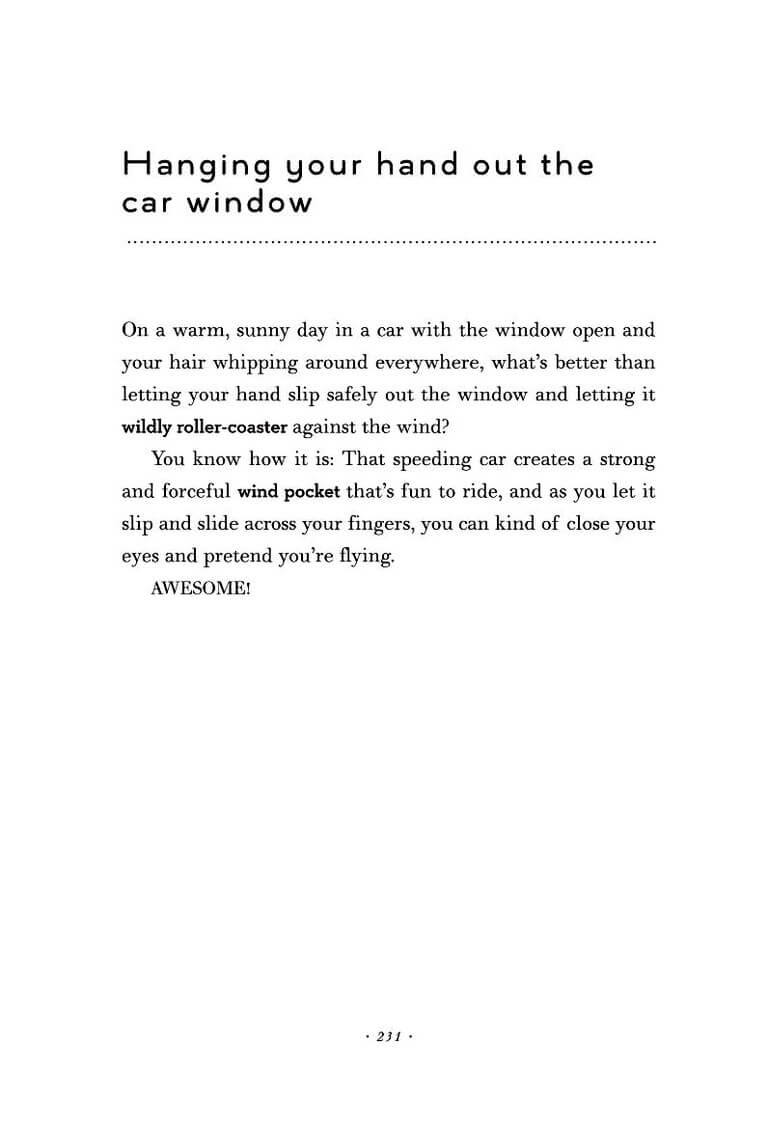 Hanging your hand out the
car window
On a warm, sunny day in a car with the window open and
your hair whipping around everywhere, what’s better than
letting your hand slip safely out the window and letting it
wildly roller-coaster against the wind?
You know how it is: That speeding car creates a strong
and forceful wind pocket that’s fun to ride, and as you let it
slip and slide across your fingers, you can kind of close your
eyes and pretend you’re flying.
AWESOME!
· 231 ·